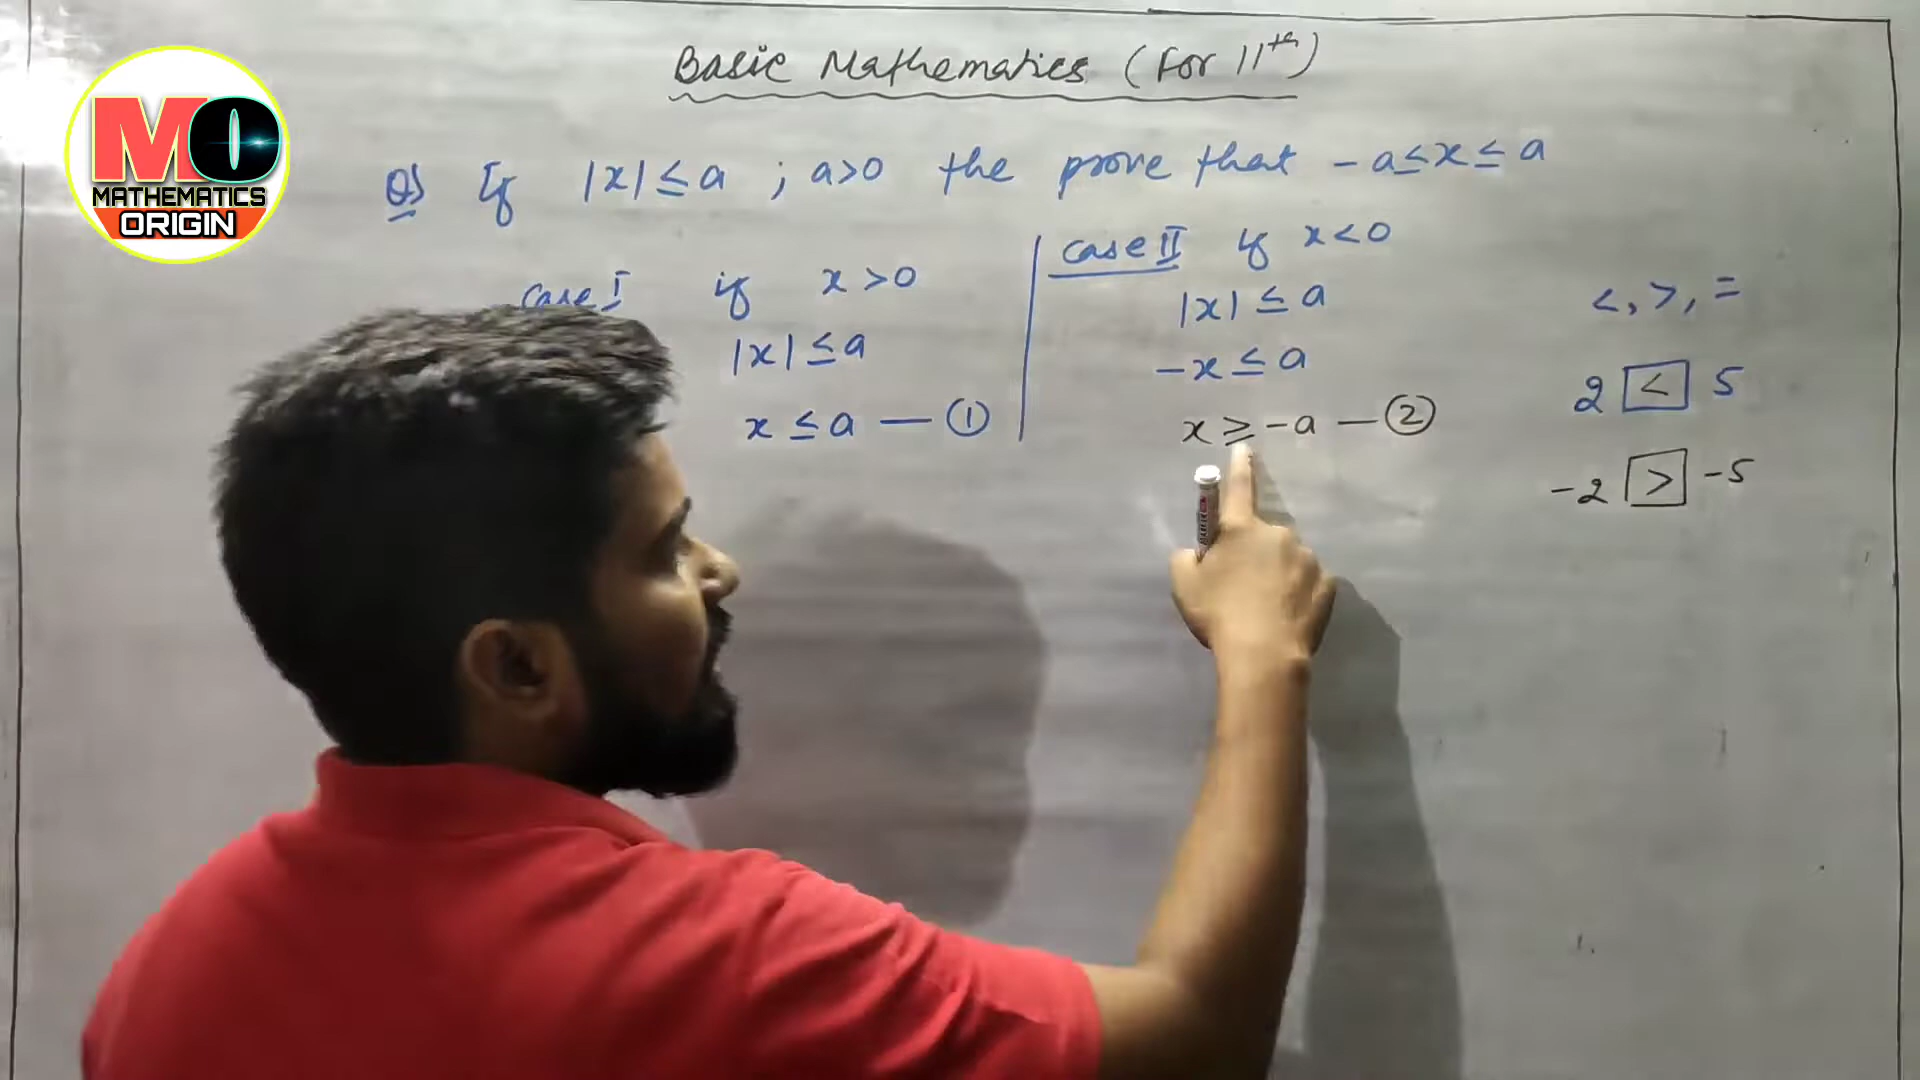 MO
MATHEMATICS
ORIGIN
Basic Mathematics (For 11th)
Q) If |x| ≤ a ; a>0 the prove that -a≤x≤a
Case I if x >0
|x| ≤ a
x ≤ a — ①
Case II if x<0
|x| ≤ a
-x ≤ a
x ≥ -a — ②
<, >, =
2 < 5
-2 > -5